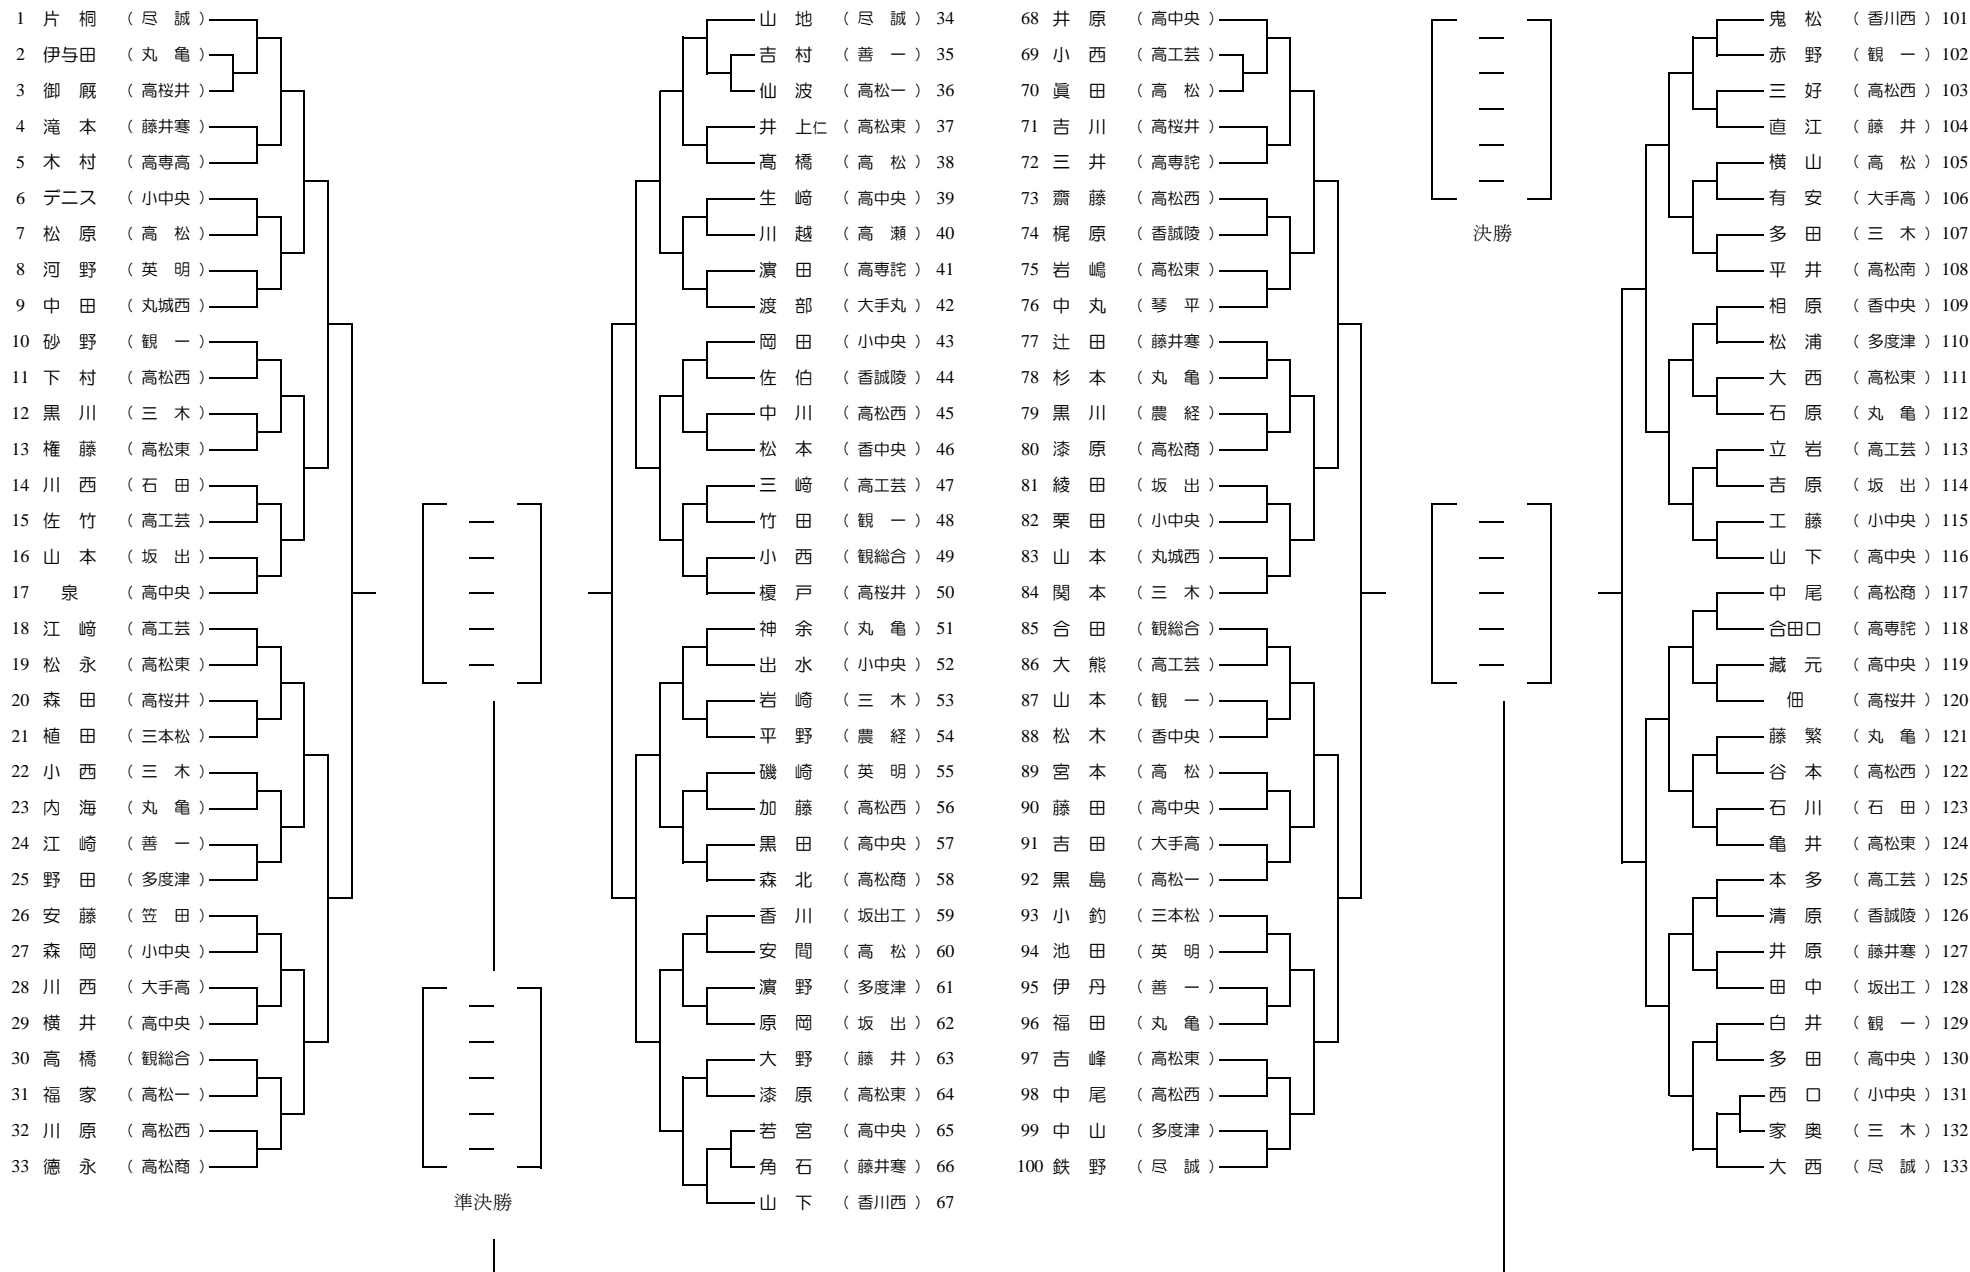 1 片桐 （尽誠）
2 伊与田 （丸亀）
3 御厩 （高桜井）
4 滝本 （藤井寒）
5 木村 （高専高）
6 デニス （小中央）
7 松原 （高松）
8 河野 （英明）
9 中田 （丸城西）
10 砂野 （観一）
11 下村 （高松西）
12 黒川 （三木）
13 権藤 （高松東）
14 川西 （石田）
15 佐竹 （高工芸）
16 山本 （坂出）
17 泉 （高中央）
18 江﨑 （高工芸）
19 松永 （高松東）
20 森田 （高桜井）
21 植田 （三本松）
22 小西 （三木）
23 内海 （丸亀）
24 江崎 （善一）
25 野田 （多度津）
26 安藤 （笠田）
27 森岡 （小中央）
28 川西 （大手高）
29 横井 （高中央）
30 高橋 （観総合）
31 福家 （高松一）
32 川原 （高松西）
33 德永 （高松商）
準決勝
山地 （尽誠） 34
吉村 （善一） 35
仙波 （高松一） 36
井上仁 （高松東） 37
髙橋 （高松） 38
生﨑 （高中央） 39
川越 （高瀬） 40
濵田 （高専詫） 41
渡部 （大手丸） 42
岡田 （小中央） 43
佐伯 （香誠陵） 44
中川 （高松西） 45
松本 （香中央） 46
三﨑 （高工芸） 47
竹田 （観一） 48
小西 （観総合） 49
榎戸 （高桜井） 50
神余 （丸亀） 51
出水 （小中央） 52
岩崎 （三木） 53
平野 （農経） 54
磯崎 （英明） 55
加藤 （高松西） 56
黒田 （高中央） 57
森北 （高松商） 58
香川 （坂出工） 59
安間 （高松） 60
濵野 （多度津） 61
原岡 （坂出） 62
大野 （藤井） 63
漆原 （高松東） 64
若宮 （高中央） 65
角石 （藤井寒） 66
山下 （香川西） 67
68 井原 （高中央）
69 小西 （高工芸）
70 眞田 （高松）
71 吉川 （高桜井）
72 三井 （高専詫）
73 齋藤 （高松西）
74 梶原 （香誠陵）
75 岩嶋 （高松東）
76 中丸 （琴平）
77 辻田 （藤井寒）
78 杉本 （丸亀）
79 黒川 （農経）
80 漆原 （高松商）
81 綾田 （坂出）
82 栗田 （小中央）
83 山本 （丸城西）
84 関本 （三木）
85 合田 （観総合）
86 大熊 （高工芸）
87 山本 （観一）
88 松木 （香中央）
89 宮本 （高松）
90 藤田 （高中央）
91 吉田 （大手高）
92 黒島 （高松一）
93 小釣 （三本松）
94 池田 （英明）
95 伊丹 （善一）
96 福田 （丸亀）
97 吉峰 （高松東）
98 中尾 （高松西）
99 中山 （多度津）
100 鉄野 （尽誠）
決勝
鬼松 （香川西） 101
赤野 （観一） 102
三好 （高松西） 103
直江 （藤井） 104
横山 （高松） 105
有安 （大手高） 106
多田 （三木） 107
平井 （高松南） 108
相原 （香中央） 109
松浦 （多度津） 110
大西 （高松東） 111
石原 （丸亀） 112
立岩 （高工芸） 113
吉原 （坂出） 114
工藤 （小中央） 115
山下 （高中央） 116
中尾 （高松商） 117
合田口 （高専詫） 118
藏元 （高中央） 119
佃 （高桜井） 120
藤繁 （丸亀） 121
谷本 （高松西） 122
石川 （石田） 123
亀井 （高松東） 124
本多 （高工芸） 125
清原 （香誠陵） 126
井原 （藤井寒） 127
田中 （坂出工） 128
白井 （観一） 129
多田 （高中央） 130
西口 （小中央） 131
家奥 （三木） 132
大西 （尽誠） 133